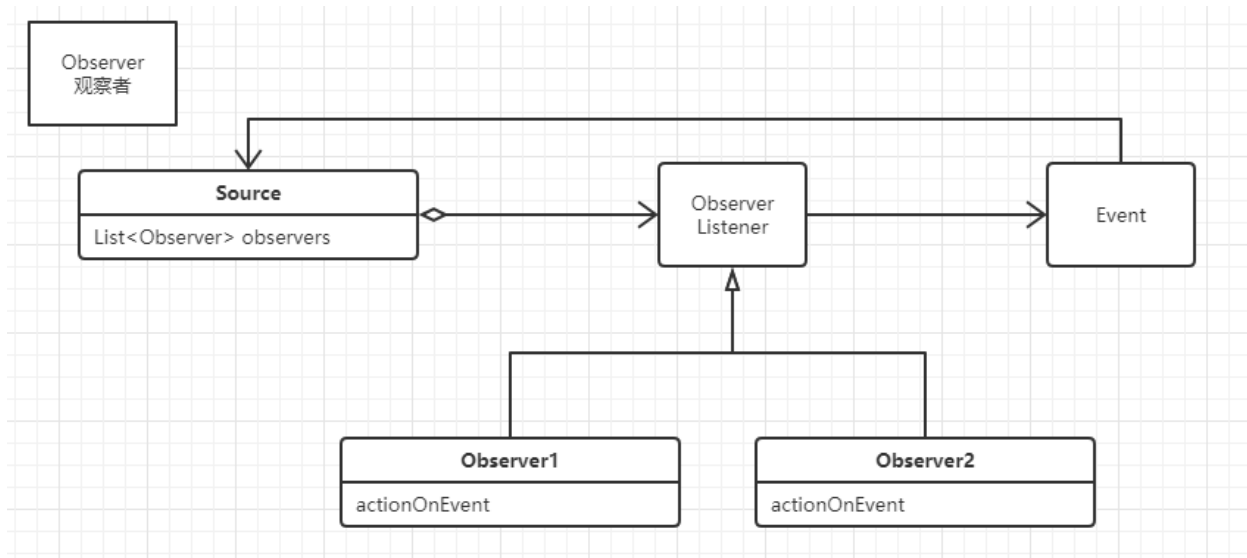 Observer
观察者
Source
List<Observer> observers
Observer
Listener
Event
Observer1
actionOnEvent
Observer2
actionOnEvent